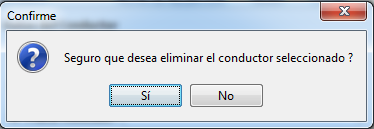 Confirme
Seguro que desea eliminar el conductor seleccionado ?
Sí
No